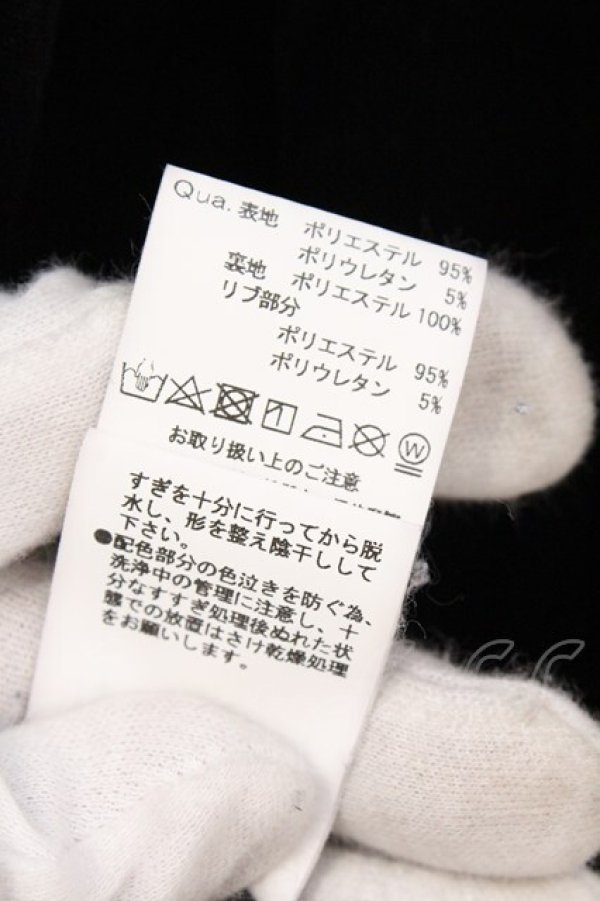 Qua. 表地 ポリエステル 95%
ポリウレタン 5%
裏地 ポリエステル 100%
リブ部分
ポリエステル 95%
ポリウレタン 5%
お取り扱い上のご注意
すぎを十分に行ってから脱
水し、形を整え陰干しして
下さい。
●配色部分の色泣きを防ぐ為、
洗浄中の管理に注意し、十
分なすすぎ処理後ぬれた状
態での放置はさけ乾燥処理
をお願いします。